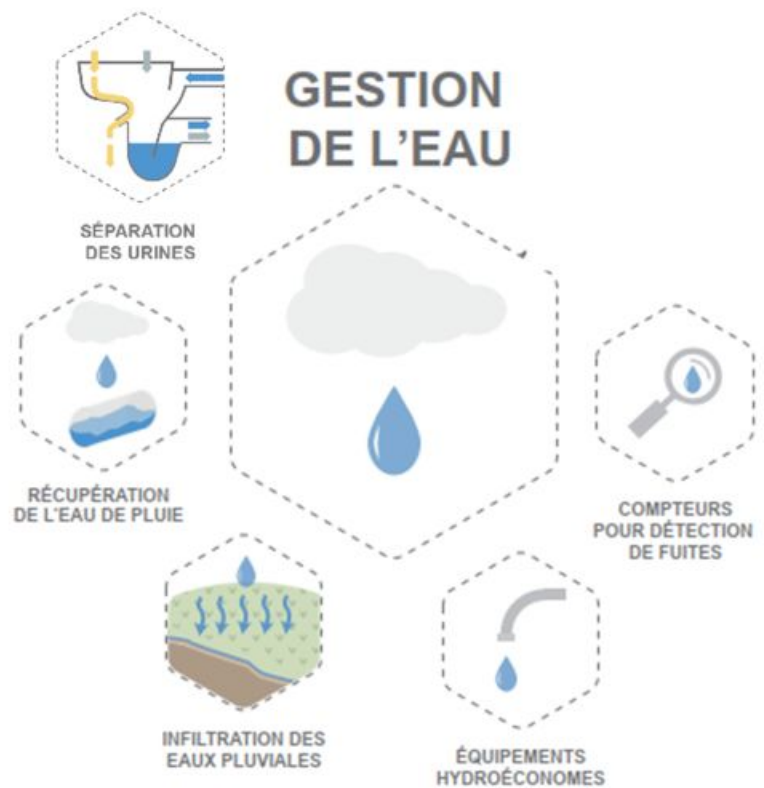 GESTION
DE L'EAU
SÉPARATION
DES URINES
RÉCUPÉRATION
DE L'EAU DE PLUIE
COMPTEURS
POUR DÉTECTION
DE FUITES
INFILTRATION DES
EAUX PLUVIALES
ÉQUIPEMENTS
HYDROÉCONOMES